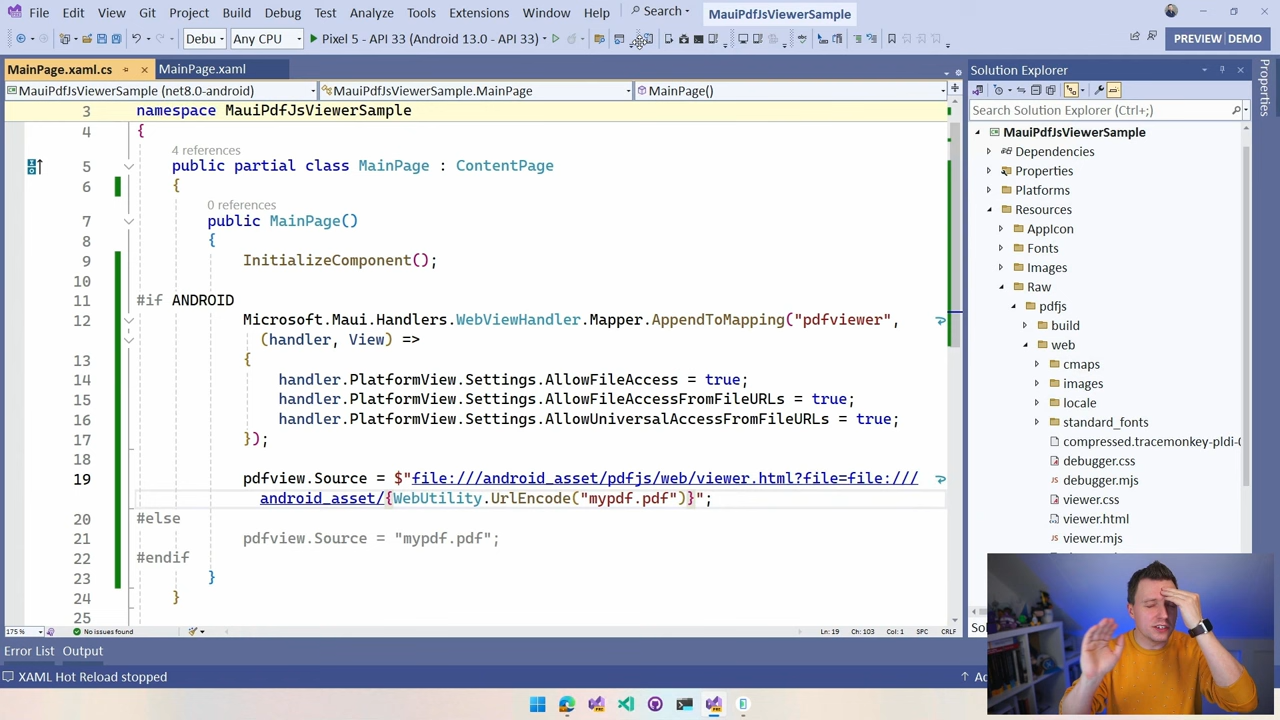 File Edit View Git Project Build Debug Test Analyze Tools Extensions Window Help Search MauiPdfJsViewerSample
Debu Any CPU Pixel 5 - API 33 (Android 13.0 - API 33) PREVIEW | DEMO
MainPage.xaml.cs MainPage.xaml
MauiPdfJsViewerSample (net8.0-android) MauiPdfJsViewerSample.MainPage MainPage()
3 namespace MauiPdfJsViewerSample
4 {
4 references
5 public partial class MainPage : ContentPage
6 {
0 references
7 public MainPage()
8 {
9 InitializeComponent();
10
11 #if ANDROID
12 Microsoft.Maui.Handlers.WebViewHandler.Mapper.AppendToMapping("pdfviewer",
(handler, View) =>
13 {
14 handler.PlatformView.Settings.AllowFileAccess = true;
15 handler.PlatformView.Settings.AllowFileAccessFromFileURLs = true;
16 handler.PlatformView.Settings.AllowUniversalAccessFromFileURLs = true;
17 });
18
19 pdfview.Source = $"file:///android_asset/pdfjs/web/viewer.html?file=file:///
android_asset/{WebUtility.UrlEncode("mypdf.pdf")}";
20 #else
21 pdfview.Source = "mypdf.pdf";
22 #endif
23 }
24 }
25
175 % No issues found Ln: 19 Ch: 103 Col: 1 SPC CRLF
Error List Output
XAML Hot Reload stopped
Solution Explorer
Search Solution Explorer (Ctrl+;)
MauiPdfJsViewerSample
Dependencies
Properties
Platforms
Resources
AppIcon
Fonts
Images
Raw
pdfjs
build
web
cmaps
images
locale
standard_fonts
compressed.tracemonkey-pldi-0
debugger.css
debugger.mjs
viewer.css
viewer.html
viewer.mjs
Properties